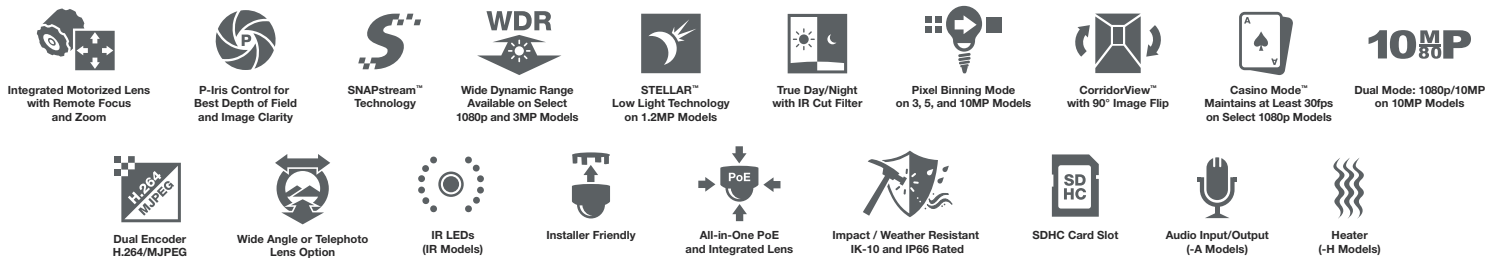 P
WDR
A
A
10 M/80 P
Integrated Motorized Lens
with Remote Focus
and Zoom
P-Iris Control for
Best Depth of Field
and Image Clarity
SNAPstream™
Technology
Wide Dynamic Range
Available on Select
1080p and 3MP Models
STELLAR™
Low Light Technology
on 1.2MP Models
True Day/Night
with IR Cut Filter
Pixel Binning Mode
on 3, 5, and 10MP Models
CorridorView™
with 90° Image Flip
Casino Mode™
Maintains at Least 30fps
on Select 1080p Models
Dual Mode: 1080p/10MP
on 10MP Models
H.264
MJPEG
PoE
SD
HC
Dual Encoder
H.264/MJPEG
Wide Angle or Telephoto
Lens Option
IR LEDs
(IR Models)
Installer Friendly
All-in-One PoE
and Integrated Lens
Impact / Weather Resistant
IK-10 and IP66 Rated
SDHC Card Slot
Audio Input/Output
(-A Models)
Heater
(-H Models)